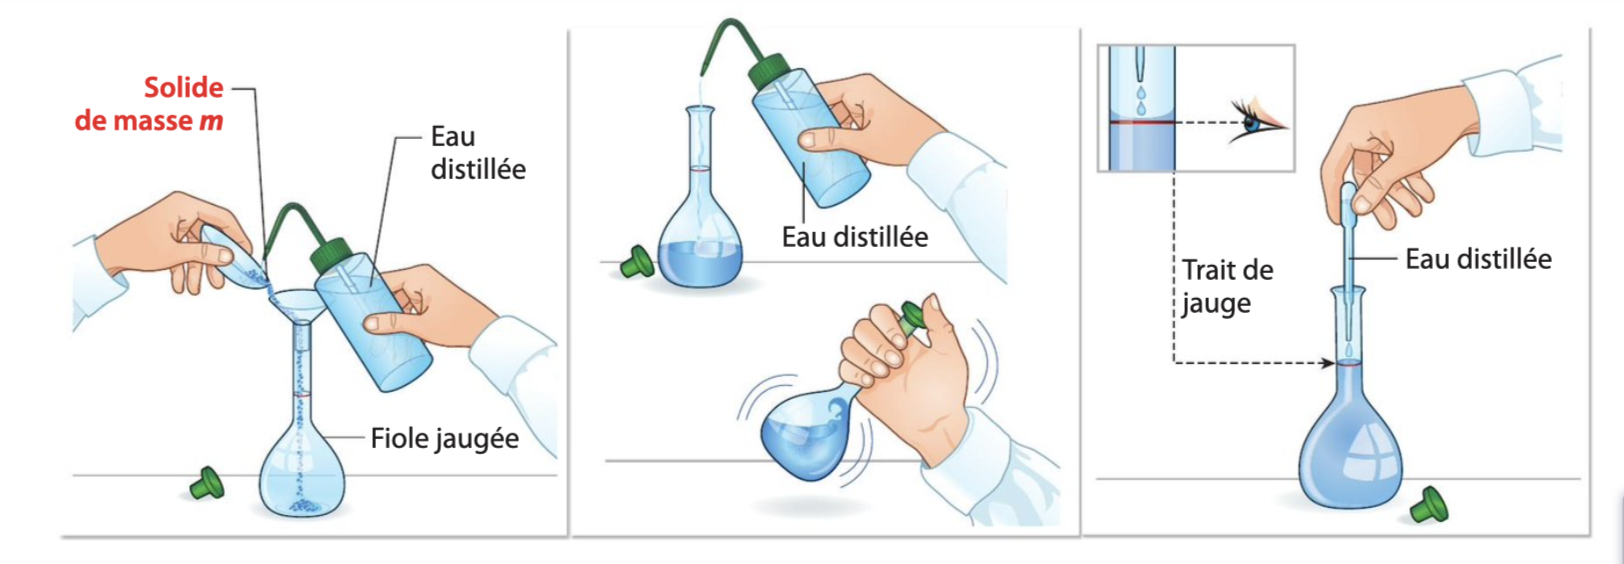 Solide
de masse m
Eau
distillée
Fiole jaugée
Eau distillée
Trait de
jauge
Eau distillée